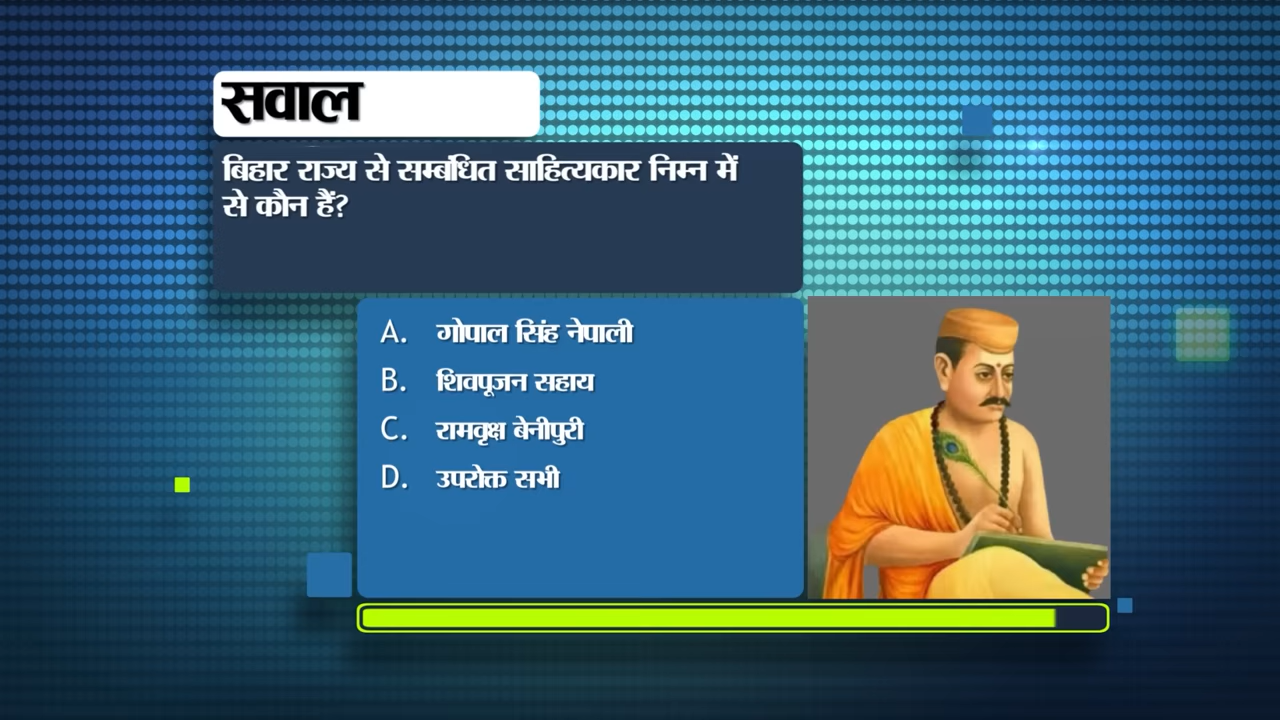 सवाल
बिहार राज्य से सम्बंधित साहित्यकार निम्न में
से कौन हैं?
A. गोपाल सिंह नेपाली
B. शिवपूजन सहाय
C. रामवृक्ष बेनीपुरी
D. उपरोक्त सभी